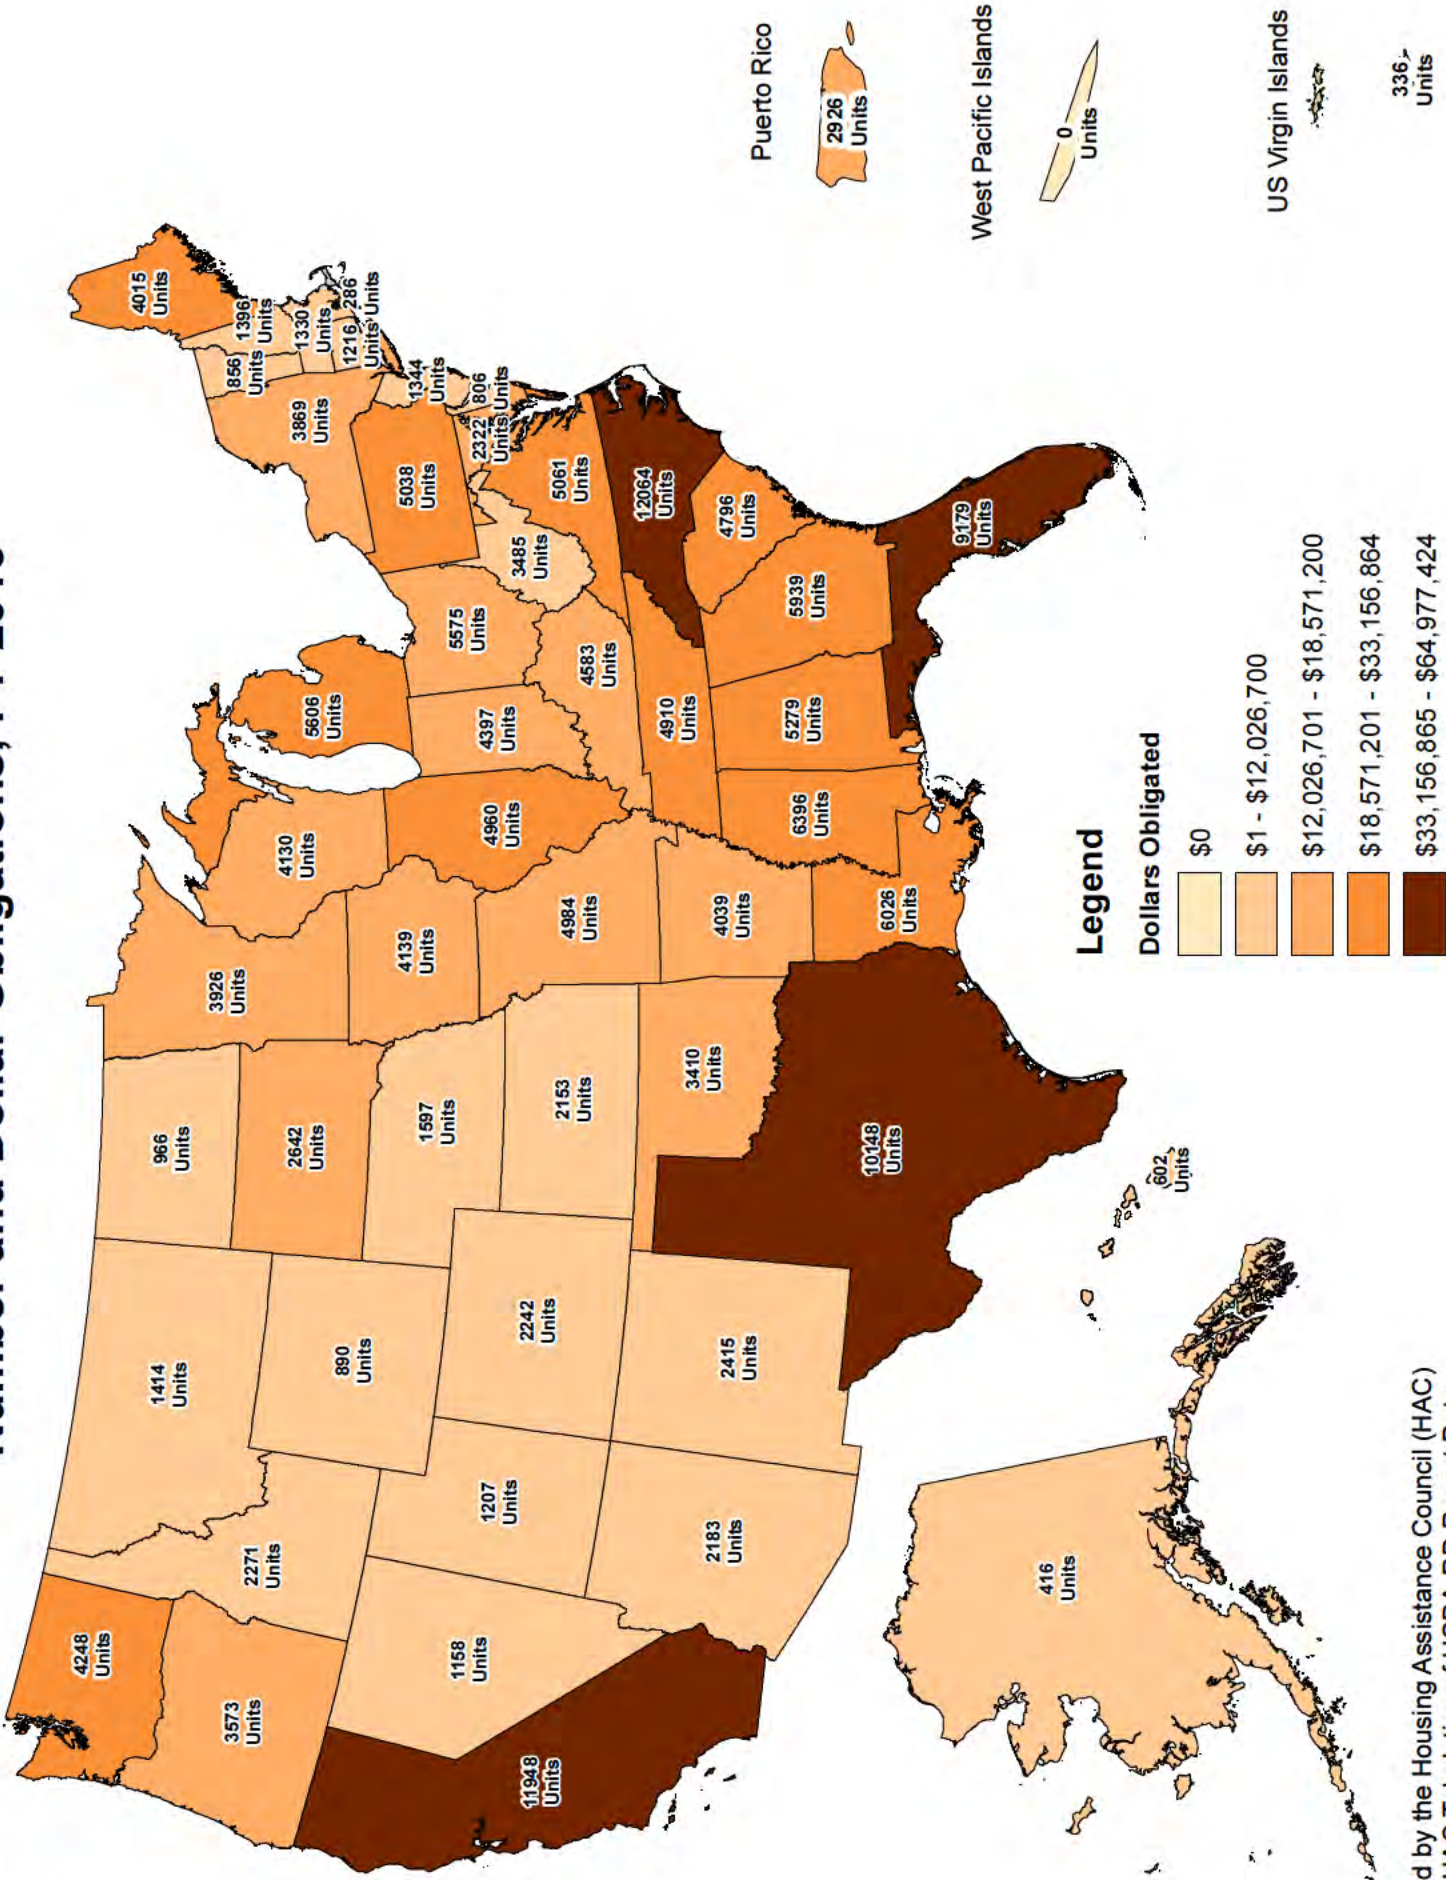 4248
Units
3573
Units
11948
Units
1158
Units
2271
Units
1414
Units
890
Units
1207
Units
2183
Units
2242
Units
2415
Units
966
Units
2642
Units
1597
Units
2153
Units
3410
Units
10148
Units
3926
Units
4139
Units
4984
Units
4039
Units
6026
Units
4130
Units
4960
Units
5606
Units
4397
Units
5575
Units
4583
Units
4910
Units
6396
Units
5279
Units
5939
Units
9179
Units
4796
Units
12064
Units
5061
Units
3485
Units
5038
Units
3869
Units
856
Units
1396
Units
4015
Units
1330
Units
1216
Units
286
Units
1344
Units
806
Units
2322
Units
416
Units
602
Units
Puerto Rico
2926
Units
West Pacific Islands
0
Units
US Virgin Islands
336
Units
Legend
Dollars Obligated
$0
$1 - $12,026,700
$12,026,701 - $18,571,200
$18,571,201 - $33,156,864
$33,156,865 - $64,977,424
d by the Housing Assistance Council (HAC)